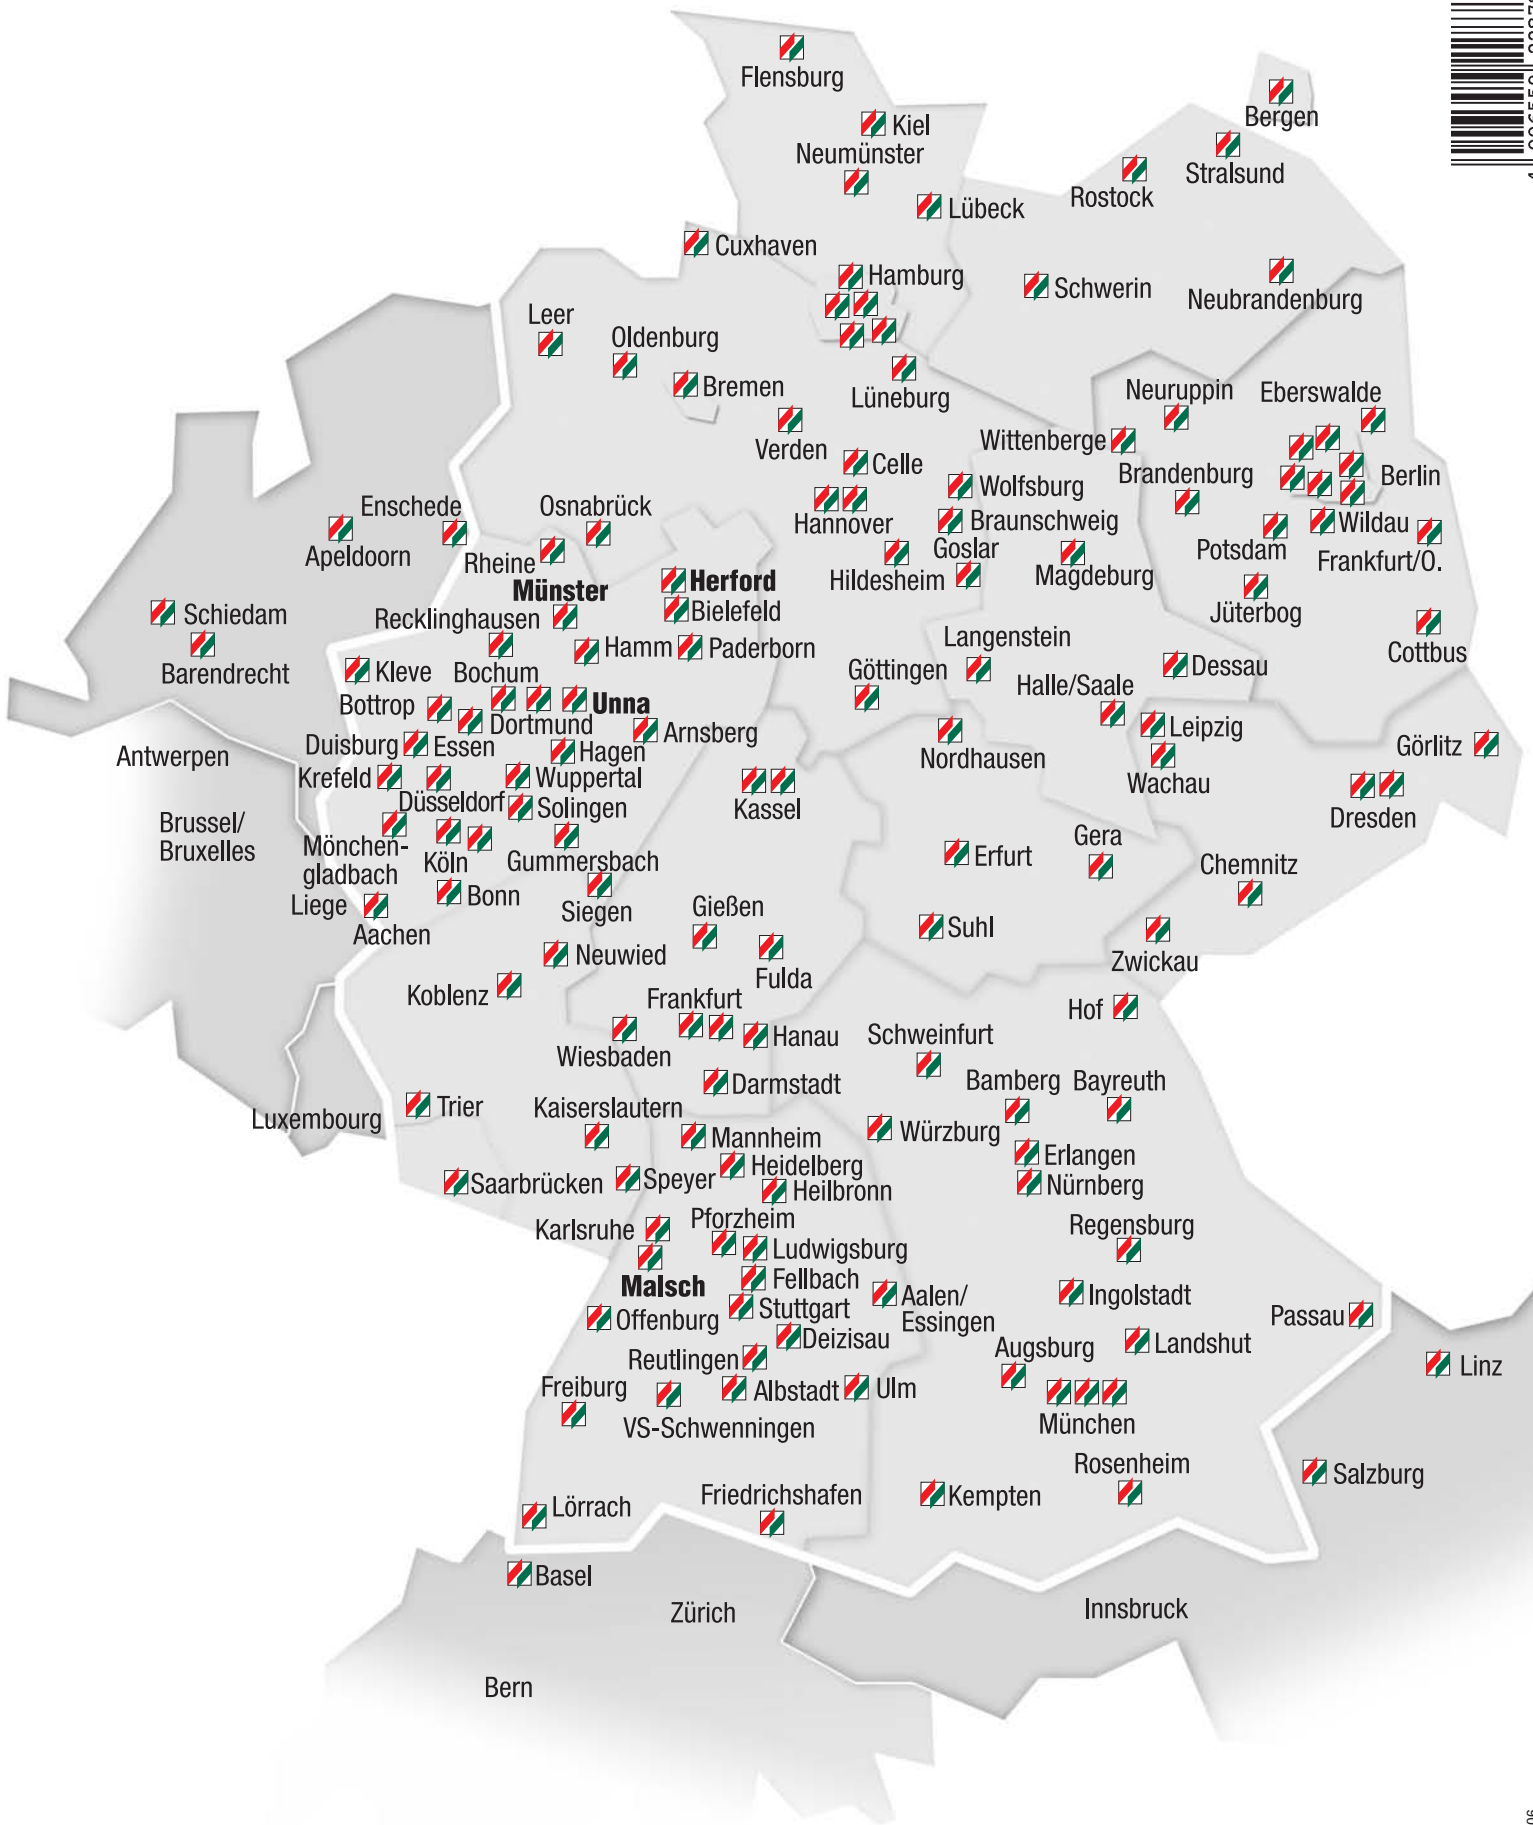 Flensburg
Bergen
Kiel
Neumünster
Stralsund
Rostock
Lübeck
Cuxhaven
Hamburg
Schwerin
Neubrandenburg
Leer
Oldenburg
Bremen
Lüneburg
Neuruppin
Eberswalde
Verden
Wittenberge
Celle
Brandenburg
Berlin
Wolfsburg
Enschede
Osnabrück
Hannover
Braunschweig
Wildau
Apeldoorn
Rheine
Goslar
Potsdam
Frankfurt/O.
Hildesheim
Magdeburg
Münster
Herford
Jüterbog
Schiedam
Recklinghausen
Bielefeld
Langenstein
Barendrecht
Kleve
Bochum
Hamm
Paderborn
Göttingen
Dessau
Cottbus
Halle/Saale
Bottrop
Unna
Dortmund
Arnsberg
Leipzig
Antwerpen
Duisburg
Essen
Hagen
Nordhausen
Görlitz
Krefeld
Wuppertal
Wachau
Düsseldorf
Solingen
Kassel
Dresden
Brussel/
Bruxelles
Mönchen-
gladbach
Köln
Gummersbach
Erfurt
Gera
Chemnitz
Liege
Bonn
Siegen
Gießen
Aachen
Suhl
Neuwied
Fulda
Zwickau
Koblenz
Frankfurt
Hof
Wiesbaden
Hanau
Schweinfurt
Darmstadt
Bamberg
Bayreuth
Luxembourg
Trier
Kaiserslautern
Mannheim
Würzburg
Heidelberg
Erlangen
Saarbrücken
Speyer
Heilbronn
Nürnberg
Karlsruhe
Pforzheim
Regensburg
Ludwigsburg
Malsch
Fellbach
Aalen/
Essingen
Ingolstadt
Offenburg
Stuttgart
Passau
Deizisau
Landshut
Reutlingen
Augsburg
Linz
Freiburg
Albstadt
Ulm
VS-Schwenningen
München
Rosenheim
Salzburg
Lörrach
Friedrichshafen
Kempten
Basel
Zürich
Innsbruck
Bern